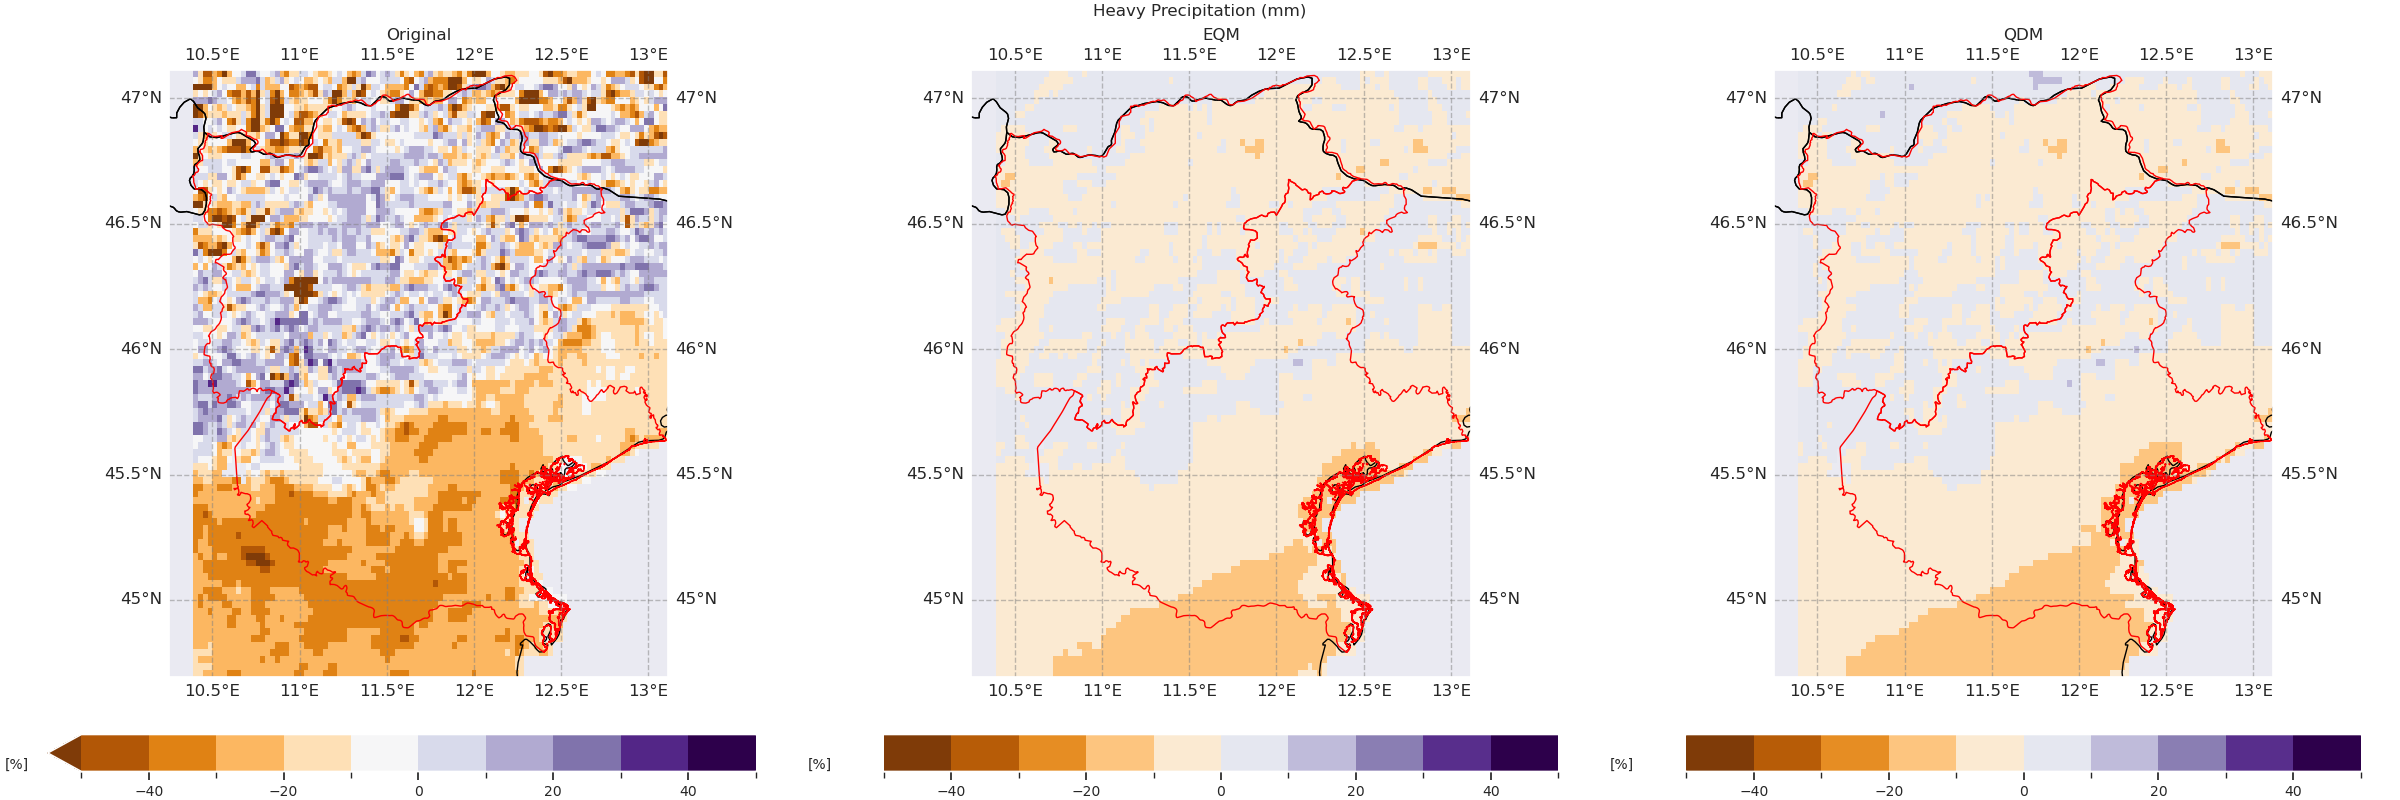 Heavy Precipitation (mm)
Original EQM QDM
10.5°E 11°E 11.5°E 12°E 12.5°E 13°E 10.5°E 11°E 11.5°E 12°E 12.5°E 13°E 10.5°E 11°E 11.5°E 12°E 12.5°E 13°E
47°N 47°N 47°N 47°N 47°N 47°N
46.5°N 46.5°N 46.5°N 46.5°N 46.5°N 46.5°N
46°N 46°N 46°N 46°N 46°N 46°N
45.5°N 45.5°N 45.5°N 45.5°N 45.5°N 45.5°N
45°N 45°N 45°N 45°N 45°N 45°N
10.5°E 11°E 11.5°E 12°E 12.5°E 13°E 10.5°E 11°E 11.5°E 12°E 12.5°E 13°E 10.5°E 11°E 11.5°E 12°E 12.5°E 13°E
[%] [%] [%]
−40 −20 0 20 40 −40 −20 0 20 40 −40 −20 0 20 40